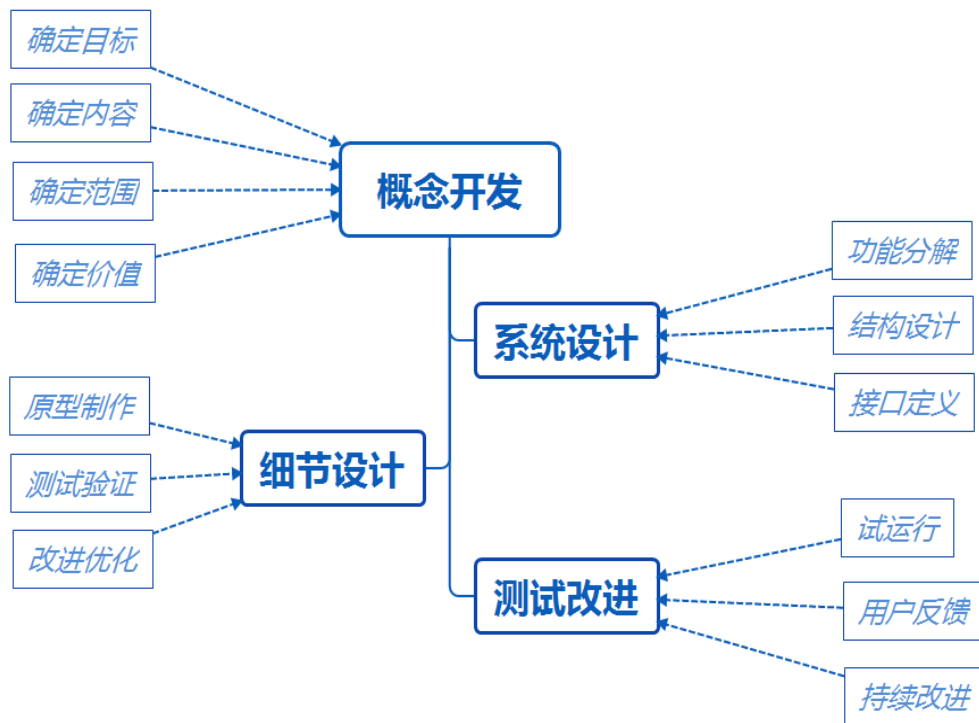 确定目标
确定内容
确定范围
确定价值
概念开发
功能分解
结构设计
接口定义
系统设计
原型制作
测试验证
改进优化
细节设计
试运行
用户反馈
持续改进
测试改进